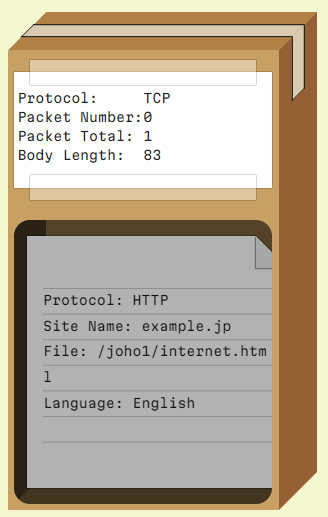 Protocol: TCP
Packet Number:0
Packet Total: 1
Body Length: 83
Protocol: HTTP
Site Name: example.jp
File: /joho1/internet.htm
l
Language: English